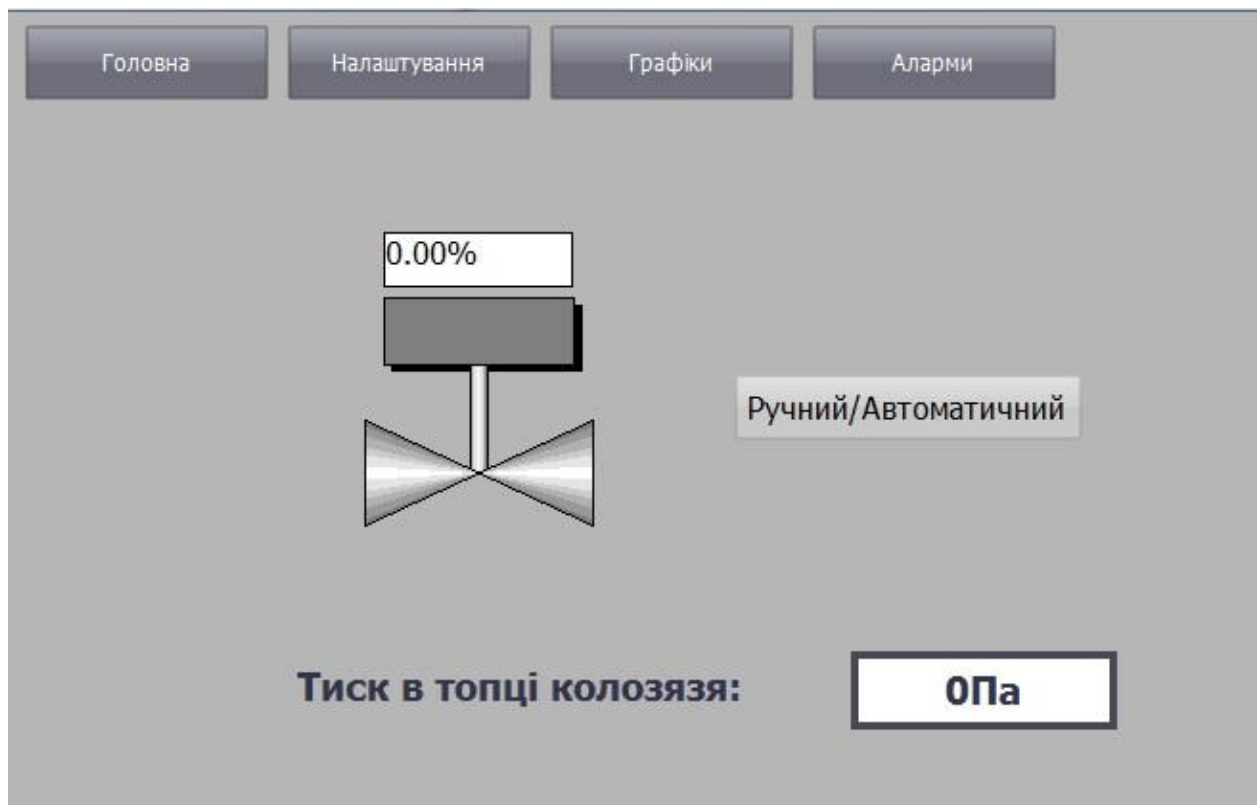 Головна Налаштування Графіки Аларми
0.00%
Ручний/Автоматичний
Тиск в топці колозязя: 0Па